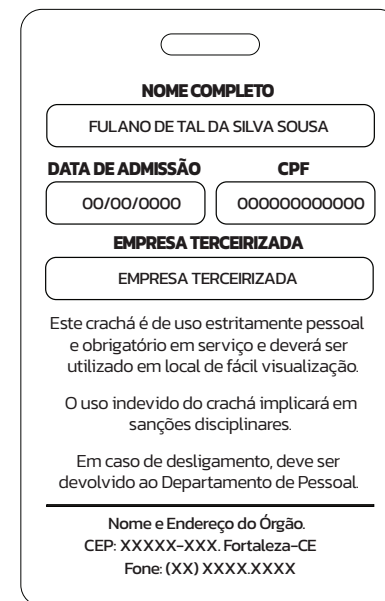 NOME COMPLETO
FULANO DE TAL DA SILVA SOUSA
DATA DE ADMISSÃO CPF
00/00/0000 000000000000
EMPRESA TERCEIRIZADA
EMPRESA TERCEIRIZADA
Este crachá é de uso estritamente pessoal
e obrigatório em serviço e deverá ser
utilizado em local de fácil visualização.
O uso indevido do crachá implicará em
sanções disciplinares.
Em caso de desligamento, deve ser
devolvido ao Departamento de Pessoal.
Nome e Endereço do Órgão.
CEP: XXXXX-XXX. Fortaleza-CE
Fone: (XX) XXXX.XXXX